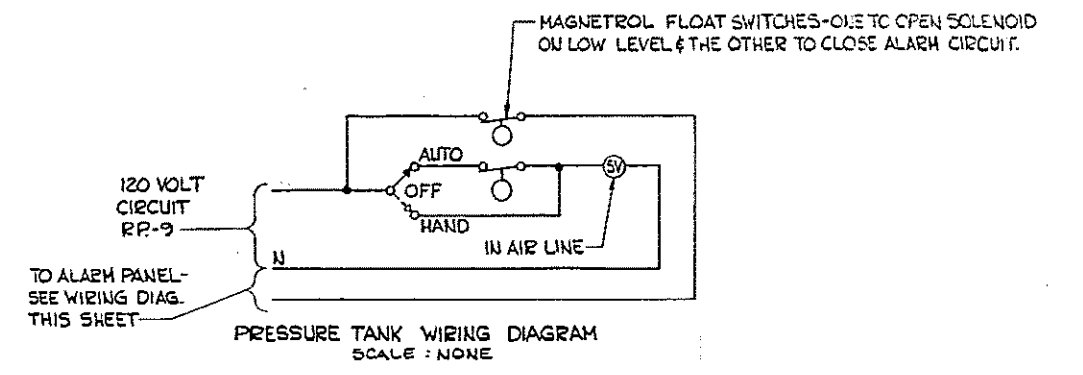 MAGNETROL FLOAT SWITCHES-ONE TO OPEN SOLENOID
ON LOW LEVEL & THE OTHER TO CLOSE ALARM CIRCUIT.
AUTO
OFF
HAND
SV
120 VOLT
CIRCUIT
RP-9
IN AIR LINE
N
TO ALARM PANEL-
SEE WIRING DIAG.
THIS SHEET
PRESSURE TANK WIRING DIAGRAM
SCALE : NONE